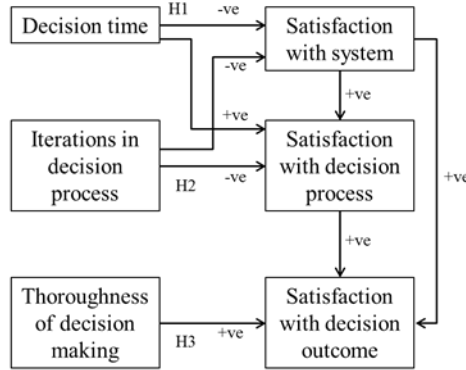 Decision time
H1
-ve
Satisfaction
with system
-ve
+ve
+ve
Iterations in
decision
process
H2
-ve
Satisfaction
with decision
process
+ve
+ve
Thoroughness
of decision
making
H3
+ve
Satisfaction
with decision
outcome